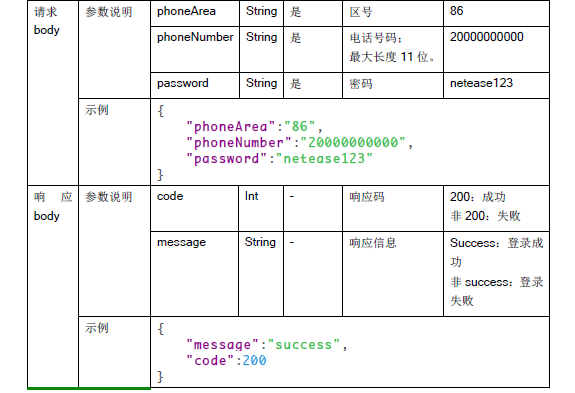 请求
body
参数说明
phoneArea String 是 区号 86
phoneNumber String 是 电话号码；
最大长度 11 位。
20000000000
password String 是 密码 netease123
示例
{
"phoneArea":"86",
"phoneNumber":"20000000000",
"password":"netease123"
}
响 应
body
参数说明
code Int - 响应码 200：成功
非 200：失败
message String - 响应信息 Success：登录成
功
非 success：登录
失败
示例
{
"message":"success",
"code":200
}